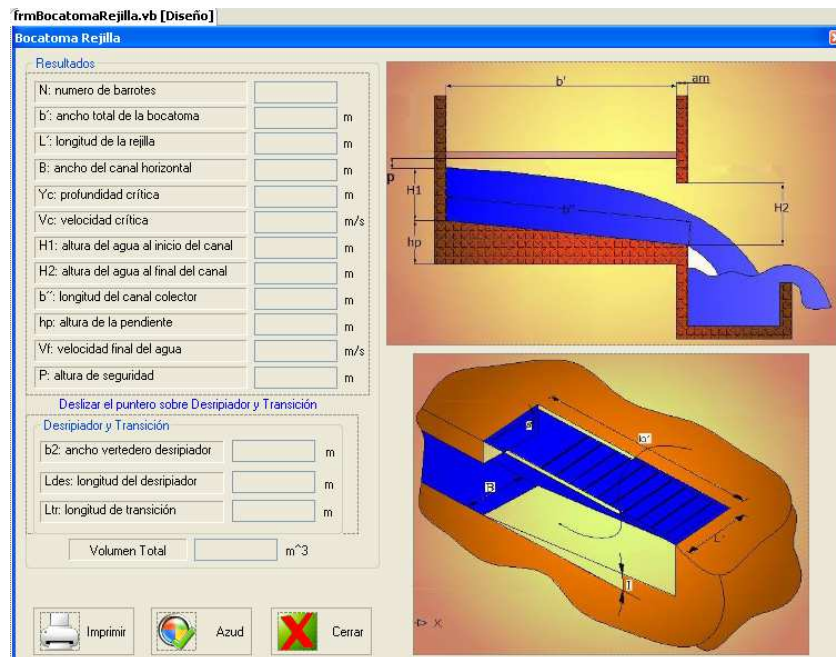 frmBocatomaRejilla.vb [Diseño]
Bocatoma Rejilla
Resultados
N: numero de barrotes
b´: ancho total de la bocatoma m
L´: longitud de la rejilla m
B: ancho del canal horizontal m
Yc: profundidad crítica m
Vc: velocidad crítica m/s
H1: altura del agua al inicio del canal m
H2: altura del agua al final del canal m
b´´: longitud del canal colector m
hp: altura de la pendiente m
Vf: velocidad final del agua m/s
P: altura de seguridad m
Deslizar el puntero sobre Desripiador y Transición
Desripiador y Transición
b2: ancho vertedero desripiador m
Ldes: longitud del desripiador m
Ltr: longitud de transición m
Volumen Total m^3
Imprimir
Azud
Cerrar
b'
am
p
H1
b''
H2
hp
b'
B
L'
X